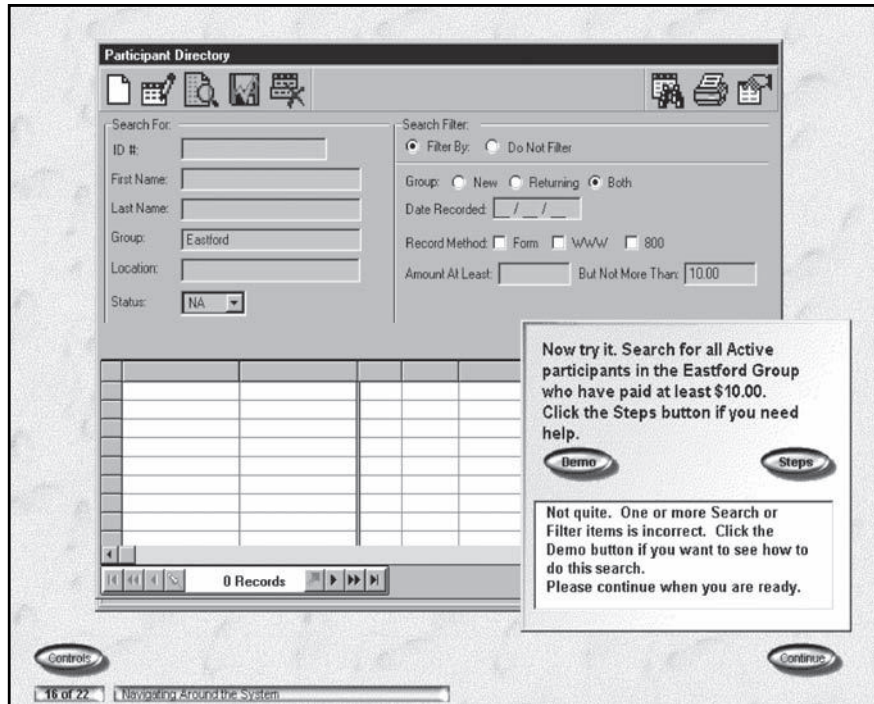 Participant Directory
Search For:
ID #:
First Name:
Last Name:
Group: Eastford
Location:
Status: NA
Search Filter:
Filter By: Do Not Filter
Group: New Returning Both
Date Recorded: __/__/__
Record Method: Form WWW 800
Amount At Least: But Not More Than: 10.00
0 Records
Now try it. Search for all Active
participants in the Eastford Group
who have paid at least $10.00.
Click the Steps button if you need
help.
Demo Steps
Not quite. One or more Search or
Filter items is incorrect. Click the
Demo button if you want to see how to
do this search.
Please continue when you are ready.
Controls Continue
16 of 22 Navigating Around the System